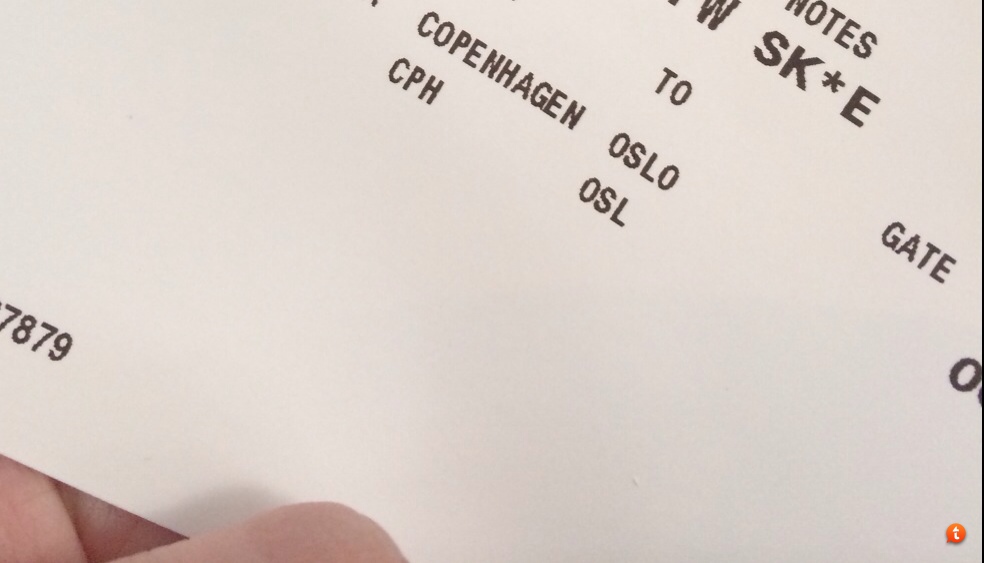 NOTES
SK*E
TO
COPENHAGEN OSLO
CPH OSL
GATE
7879
t